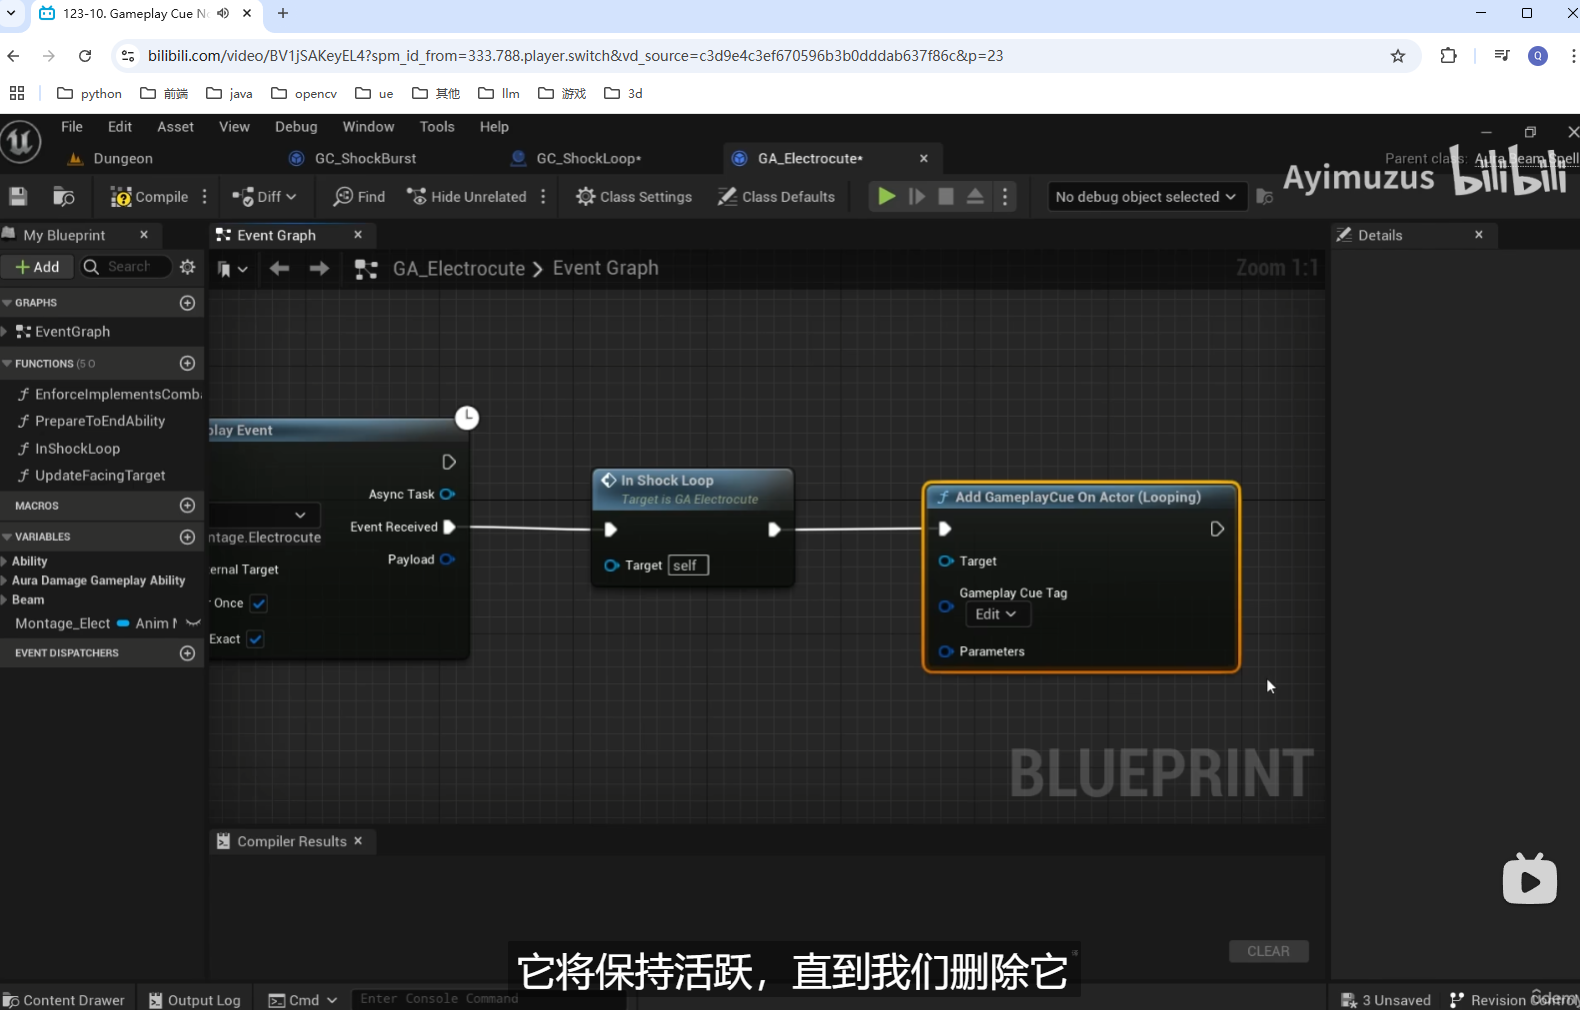 123-10. Gameplay Cue No
bilibili.com/video/BV1jSAKeyEL4?spm_id_from=333.788.player.switch&vd_source=c3d9e4c3ef670596b3b0dddab637f86c&p=23
Q
python
前端
java
opencv
ue
其他
llm
游戏
3d
File Edit Asset View Debug Window Tools Help
Dungeon
GC_ShockBurst
GC_ShockLoop*
GA_Electrocute*
Parent class: Aura Beam Spell
Ayimuzus bilibili
Compile
Diff
Find
Hide Unrelated
Class Settings
Class Defaults
No debug object selected
My Blueprint
Event Graph
Details
+ Add
Search
GA_Electrocute > Event Graph
Zoom 1:1
GRAPHS
EventGraph
FUNCTIONS (5 O
EnforceImplementsComba
PrepareToEndAbility
InShockLoop
UpdateFacingTarget
MACROS
VARIABLES
Ability
Aura Damage Gameplay Ability
Beam
Montage_Elect
Anim M
EVENT DISPATCHERS
play Event
Async Task
Event Received
ntage.Electrocute
Payload
ernal Target
r Once
Exact
In Shock Loop
Target is GA Electrocute
Target self
Add GameplayCue On Actor (Looping)
Target
Gameplay Cue Tag
Edit
Parameters
BLUEPRINT
Compiler Results
CLEAR
它将保持活跃，直到我们删除它
Content Drawer
Output Log
Cmd
Enter Console Command
3 Unsaved
Revision Control
ûdemy